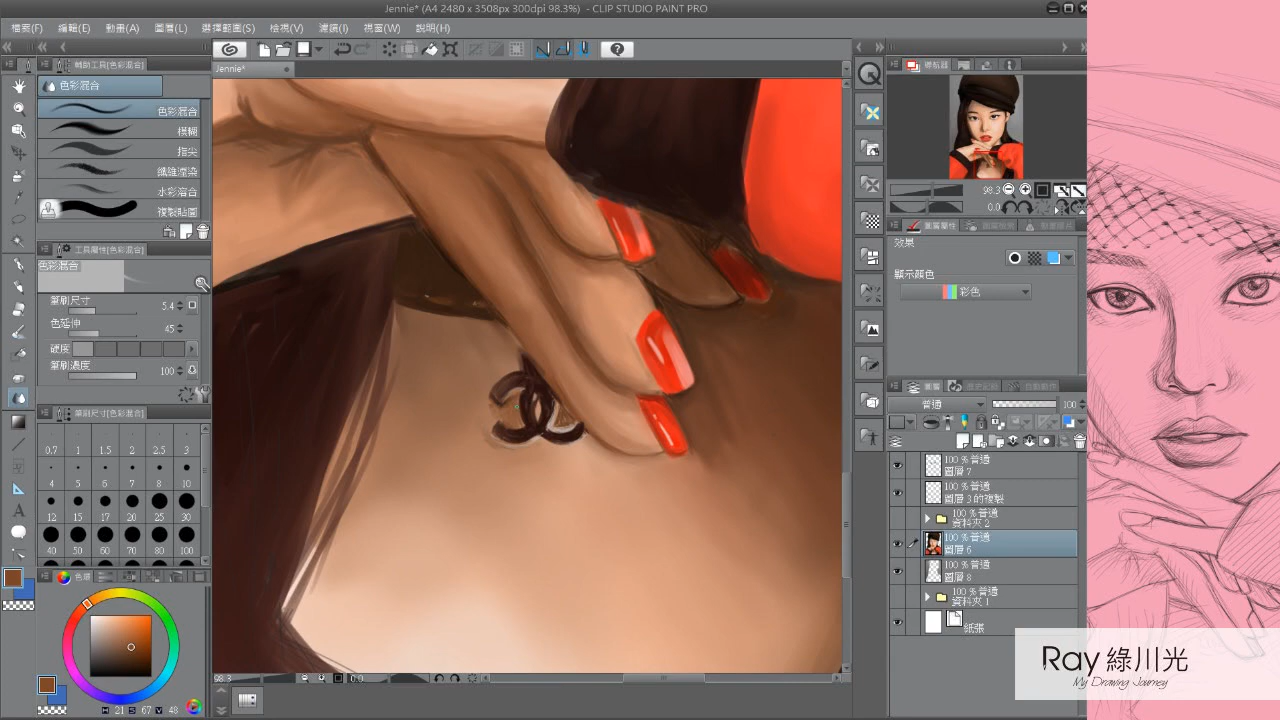 Jennie* (A4 2480 x 3508px 300dpi 98.3%) - CLIP STUDIO PAINT PRO
檔案(F) 編輯(E) 動畫(A) 圖層(L) 選擇範圍(S) 檢視(V) 濾鏡(I) 視窗(W) 說明(H)
輔助工具[色彩混合]
Jennie*
色彩混合
色彩混合
模糊
指尖
纖維渲染
水彩溶合
複製貼圖
工具屬性[色彩混合]
色彩混合
筆刷尺寸 5.4
色延伸 45
硬度
筆刷濃度 100
筆刷尺寸[色彩混合]
0.7 1 1.5 2 2.5 3
4 5 6 7 8 10
12 15 17 20 25 30
40 50 60 70 80 100
色環
H 21 S 67 V 48
98.3 0.0
導航器
98.3
0.0
圖層屬性
效果
顯示顏色
彩色
圖層
普通 100
100 % 普通
圖層 7
100 % 普通
圖層 3 的複製
100 % 普通
資料夾 2
100 % 普通
圖層 6
100 % 普通
圖層 8
100 % 普通
資料夾 1
紙張
Ray 綠川光
My Drawing Journey